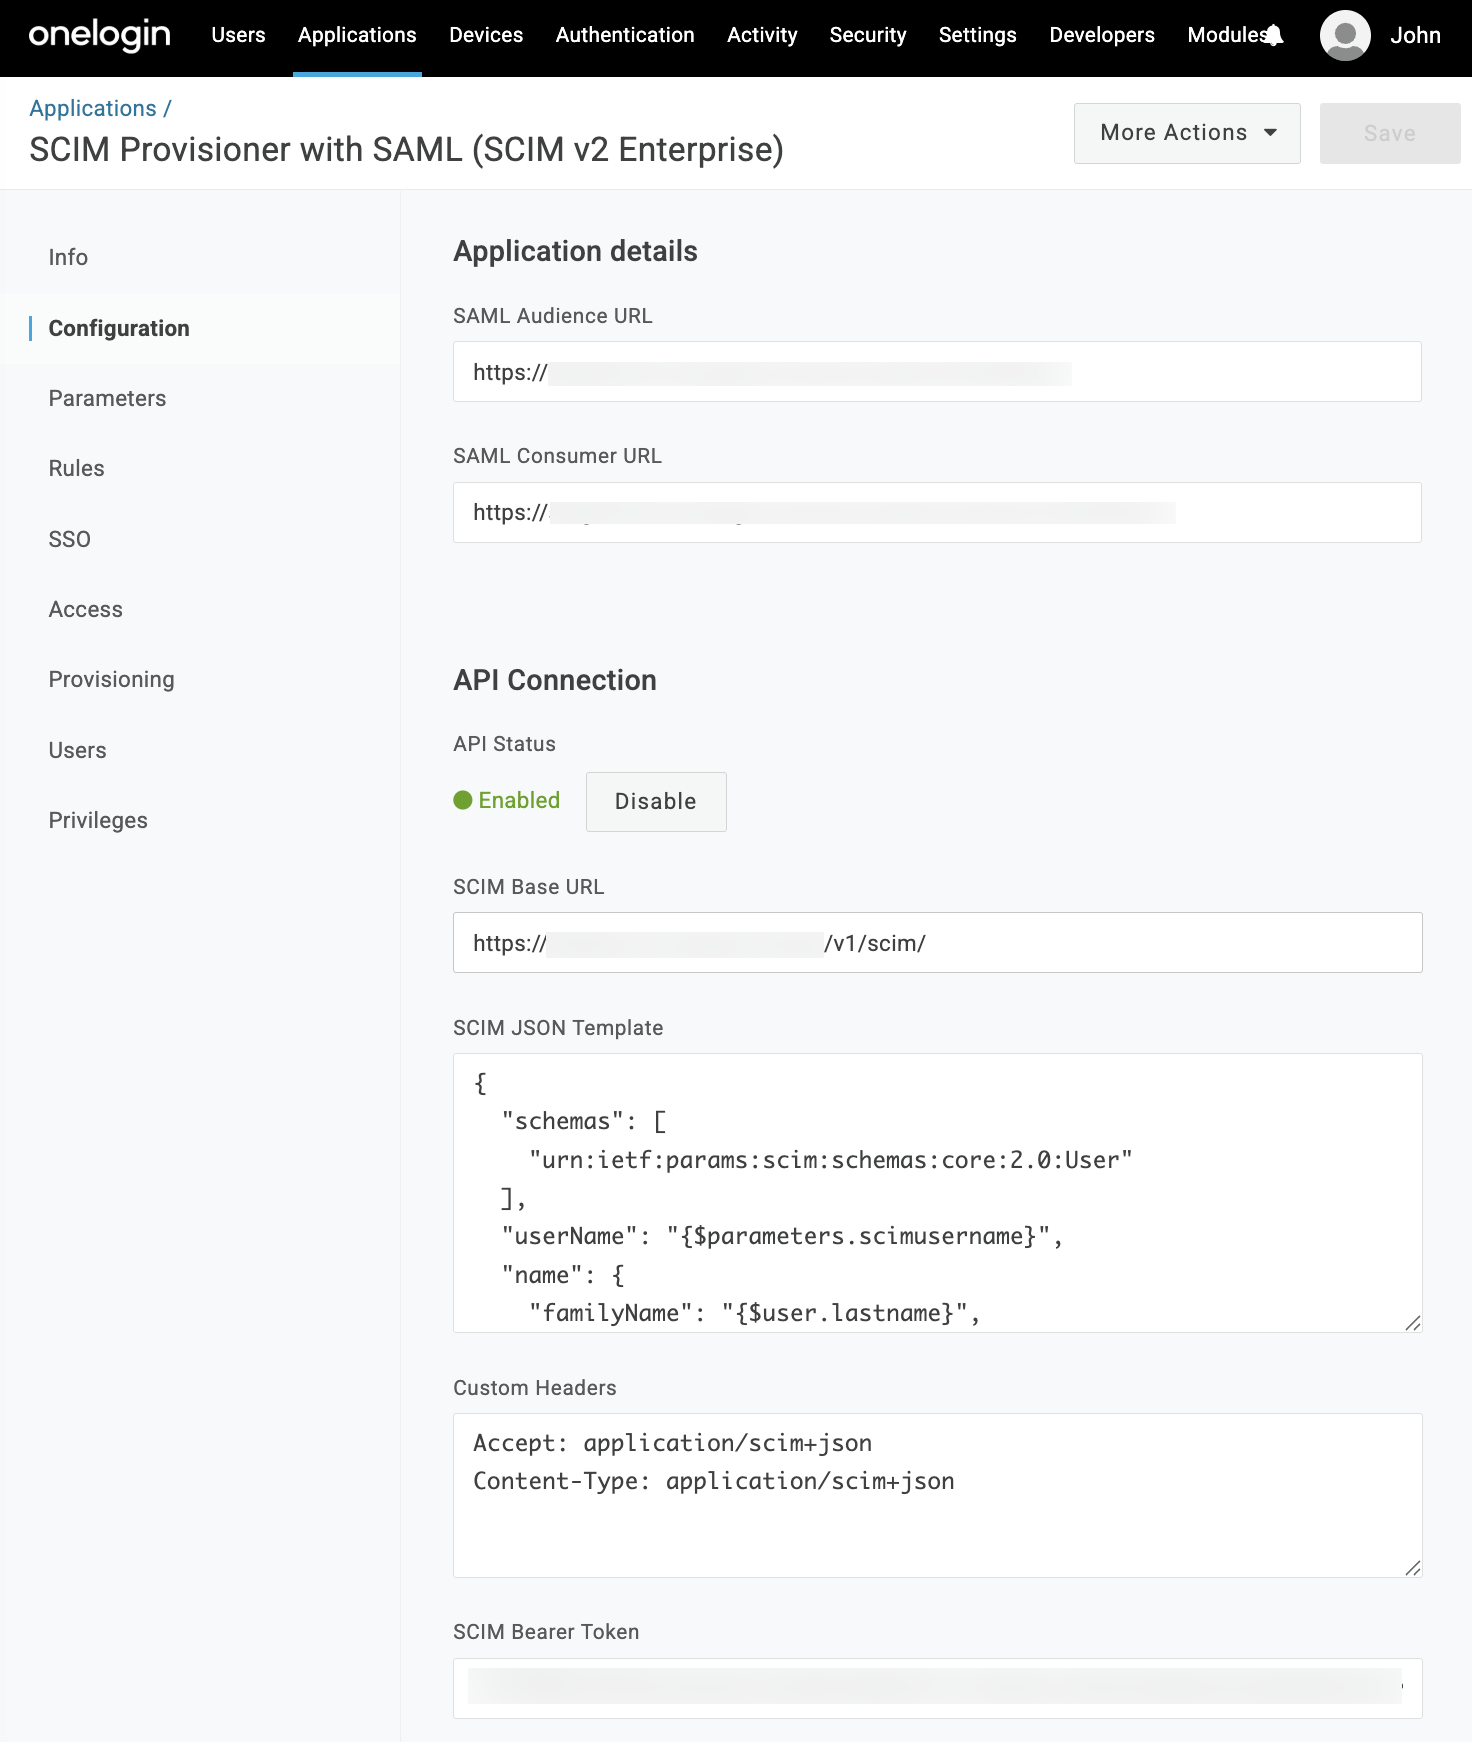 onelogin Users Applications Devices Authentication Activity Security Settings Developers Modules John
Applications /
SCIM Provisioner with SAML (SCIM v2 Enterprise)
More Actions
Save
Info
Configuration
Parameters
Rules
SSO
Access
Provisioning
Users
Privileges
Application details
SAML Audience URL
https://
SAML Consumer URL
https://
API Connection
API Status
Enabled
Disable
SCIM Base URL
https:// /v1/scim/
SCIM JSON Template
{
"schemas": [
"urn:ietf:params:scim:schemas:core:2.0:User"
],
"userName": "{$parameters.scimusername}",
"name": {
"familyName": "{$user.lastname}",
Custom Headers
Accept: application/scim+json
Content-Type: application/scim+json
SCIM Bearer Token